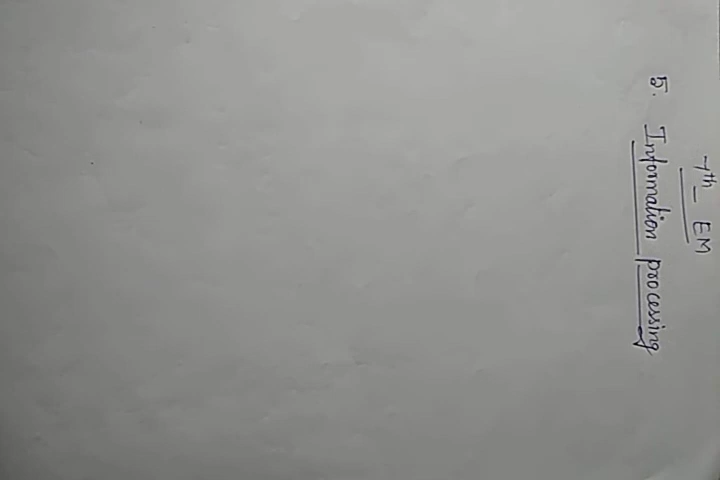 7th - EM
5. Information processing